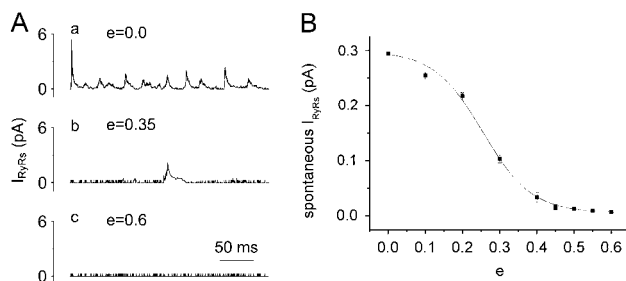 A
I_RyRs (pA)
6
0
a e=0.0
6
0
b e=0.35
6
0
c e=0.6
50 ms
B
spontaneous I_RyRs (pA)
0.3
0.2
0.1
0.0
0.0 0.1 0.2 0.3 0.4 0.5 0.6
e